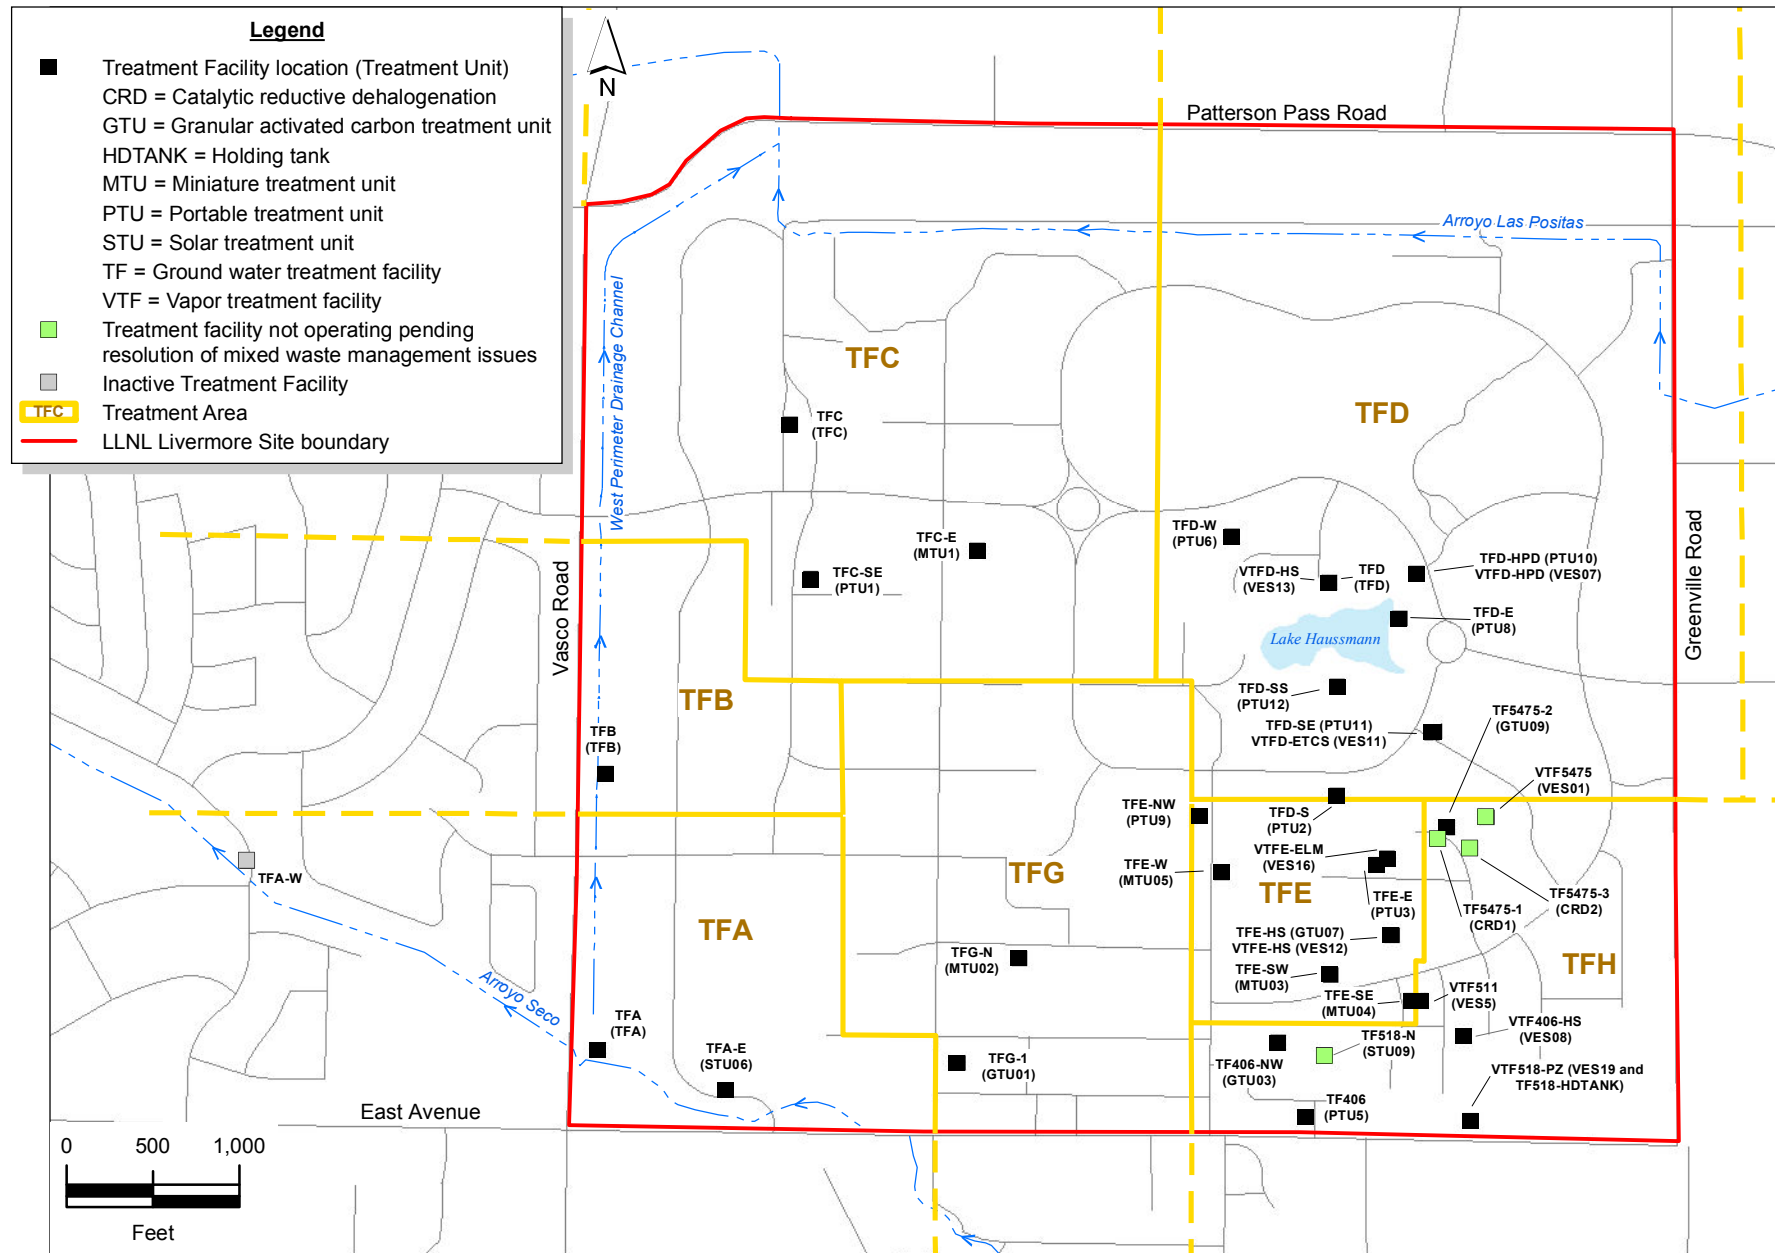 Legend
Treatment Facility location (Treatment Unit)
CRD = Catalytic reductive dehalogenation
GTU = Granular activated carbon treatment unit
HDTANK = Holding tank
MTU = Miniature treatment unit
PTU = Portable treatment unit
STU = Solar treatment unit
TF = Ground water treatment facility
VTF = Vapor treatment facility
Treatment facility not operating pending
resolution of mixed waste management issues
Inactive Treatment Facility
TFC Treatment Area
LLNL Livermore Site boundary
N
Patterson Pass Road
Arroyo Las Positas
West Perimeter Drainage Channel
TFC
TFD
TFC
(TFC)
TFC-E
(MTU1)
TFC-SE
(PTU1)
TFD-W
(PTU6)
VTFD-HS
(VES13)
TFD
(TFD)
TFD-HPD (PTU10)
VTFD-HPD (VES07)
TFD-E
(PTU8)
Lake Haussmann
Vasco Road
Greenville Road
TFB
TFB
(TFB)
TFD-SS
(PTU12)
TFD-SE (PTU11)
VTFD-ETCS (VES11)
TF5475-2
(GTU09)
VTF5475
(VES01)
TFE-NW
(PTU9)
TFD-S
(PTU2)
VTFE-ELM
(VES16)
TFE-W
(MTU05)
TFG
TFE
TFE-E
(PTU3)
TF5475-1
(CRD1)
TF5475-3
(CRD2)
TFA-W
TFA
TFE-HS (GTU07)
VTFE-HS (VES12)
TFG-N
(MTU02)
TFE-SW
(MTU03)
TFH
TFE-SE
(MTU04)
VTF511
(VES5)
Arroyo Seco
TFA
(TFA)
TFA-E
(STU06)
TFG-1
(GTU01)
TF518-N
(STU09)
VTF406-HS
(VES08)
TF406-NW
(GTU03)
VTF518-PZ (VES19 and
TF518-HDTANK)
TF406
(PTU5)
East Avenue
0 500 1,000
Feet